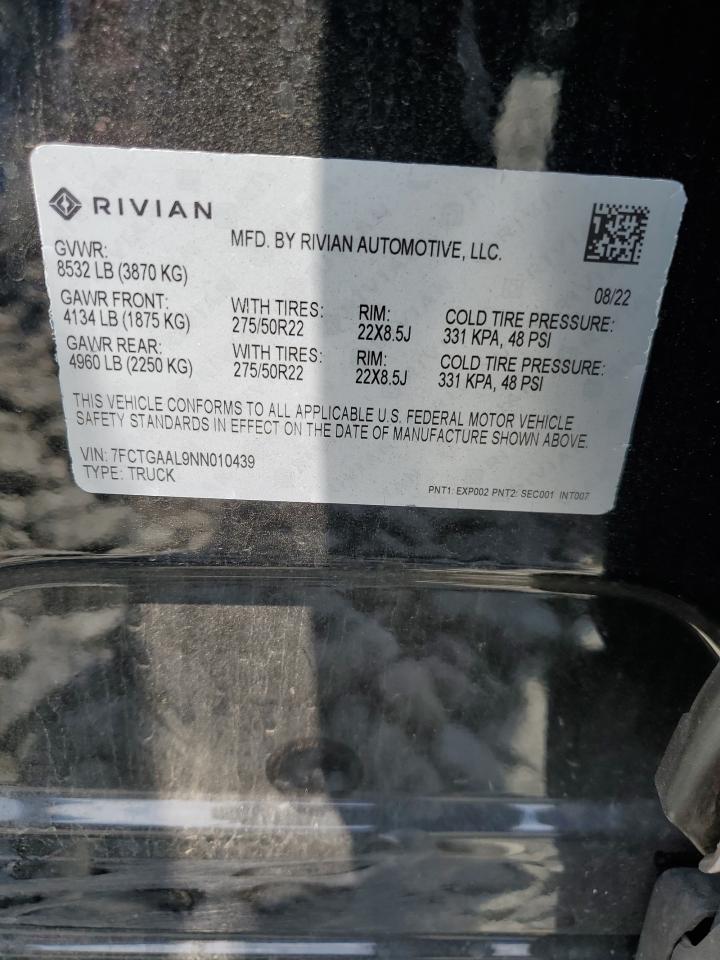 RIVIAN
MFD. BY RIVIAN AUTOMOTIVE, LLC.
08/22
GVWR:
8532 LB (3870 KG)
GAWR FRONT: WITH TIRES: RIM: COLD TIRE PRESSURE:
4134 LB (1875 KG) 275/50R22 22X8.5J 331 KPA, 48 PSI
GAWR REAR: WITH TIRES: RIM: COLD TIRE PRESSURE:
4960 LB (2250 KG) 275/50R22 22X8.5J 331 KPA, 48 PSI
THIS VEHICLE CONFORMS TO ALL APPLICABLE U.S. FEDERAL MOTOR VEHICLE
SAFETY STANDARDS IN EFFECT ON THE DATE OF MANUFACTURE SHOWN ABOVE.
VIN: 7FCTGAAL9NN010439
TYPE: TRUCK
PNT1: EXP002 PNT2: SEC001 INT007